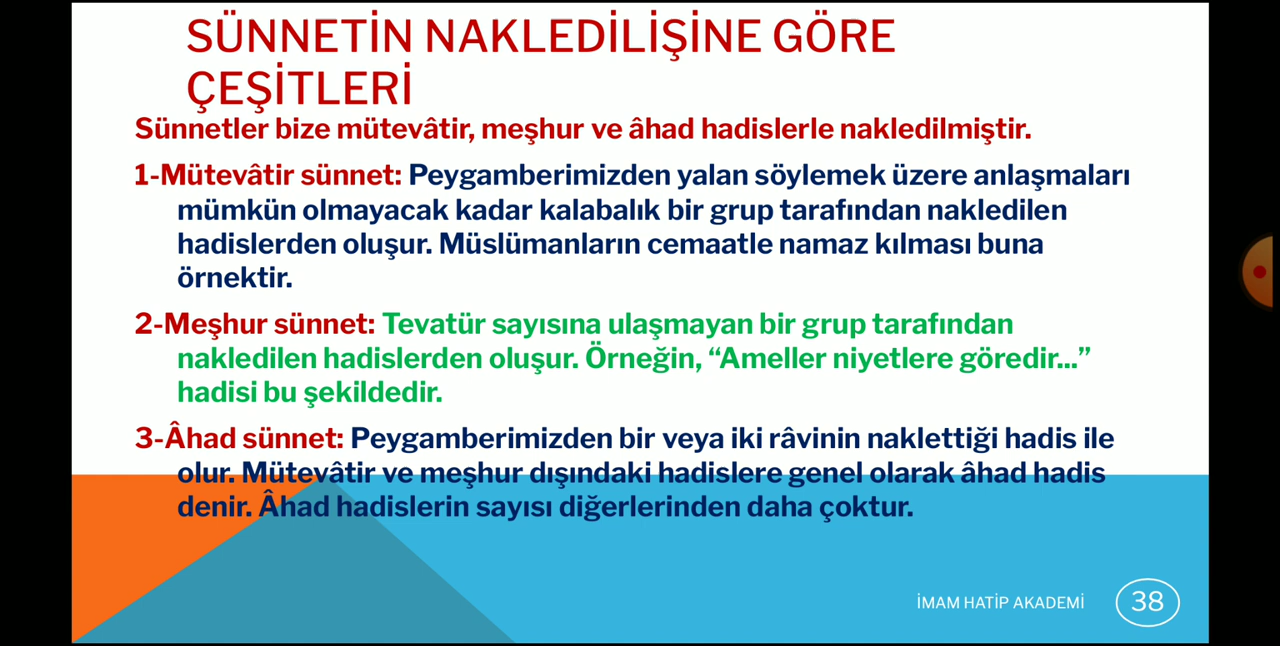 SÜNNETİN NAKLEDİLİŞİNE GÖRE
ÇEŞİTLERİ
Sünnetler bize mütevâtir, meşhur ve âhad hadislerle nakledilmiştir.
1-Mütevâtir sünnet: Peygamberimizden yalan söylemek üzere anlaşmaları
mümkün olmayacak kadar kalabalık bir grup tarafından nakledilen
hadislerden oluşur. Müslümanların cemaatle namaz kılması buna
örnektir.
2-Meşhur sünnet: Tevatür sayısına ulaşmayan bir grup tarafından
nakledilen hadislerden oluşur. Örneğin, “Ameller niyetlere göredir...”
hadisi bu şekildedir.
3-Âhad sünnet: Peygamberimizden bir veya iki râvinin naklettiği hadis ile
olur. Mütevâtir ve meşhur dışındaki hadislere genel olarak âhad hadis
denir. Âhad hadislerin sayısı diğerlerinden daha çoktur.
İMAM HATİP AKADEMİ
38